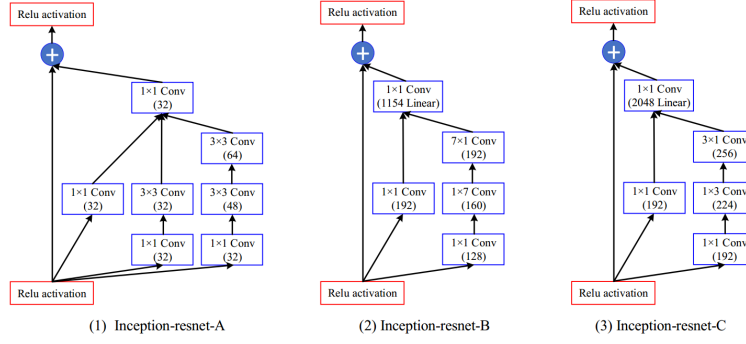 Relu activation
+
1×1 Conv
(32)
3×3 Conv
(64)
1×1 Conv
(32)
3×3 Conv
(32)
3×3 Conv
(48)
1×1 Conv
(32)
1×1 Conv
(32)
Relu activation
(1) Inception-resnet-A
Relu activation
+
1×1 Conv
(1154 Linear)
7×1 Conv
(192)
1×1 Conv
(192)
1×7 Conv
(160)
1×1 Conv
(128)
Relu activation
(2) Inception-resnet-B
Relu activation
+
1×1 Conv
(2048 Linear)
3×1 Conv
(256)
1×1 Conv
(192)
1×3 Conv
(224)
1×1 Conv
(192)
Relu activation
(3) Inception-resnet-C